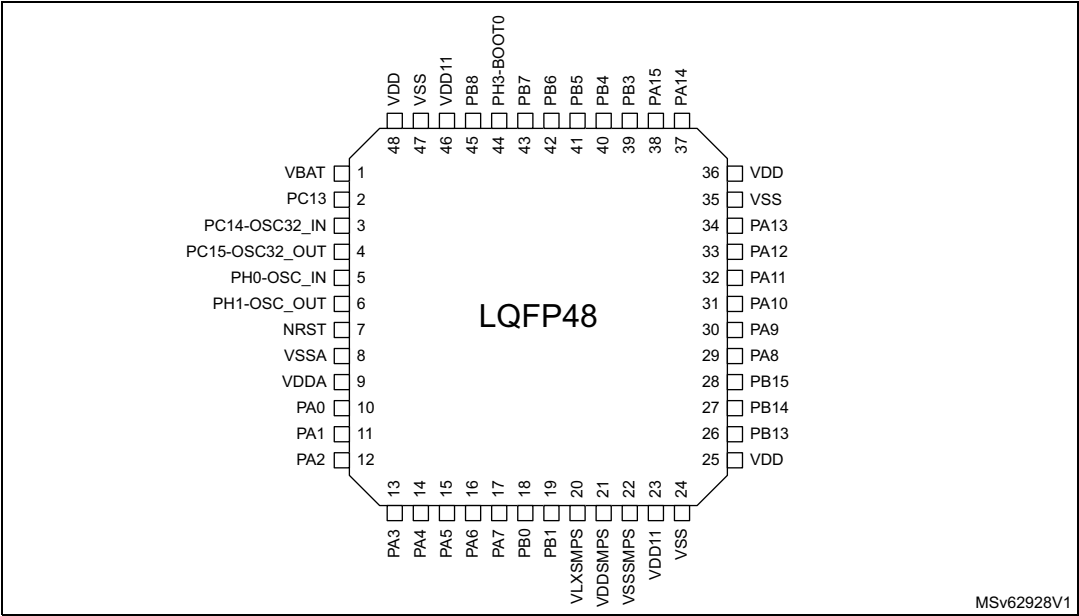 48 VDD
47 VSS
46 VDD11
45 PB8
44 PH3-BOOT0
43 PB7
42 PB6
41 PB5
40 PB4
39 PB3
38 PA15
37 PA14
VBAT 1
PC13 2
PC14-OSC32_IN 3
PC15-OSC32_OUT 4
PH0-OSC_IN 5
PH1-OSC_OUT 6
NRST 7
VSSA 8
VDDA 9
PA0 10
PA1 11
PA2 12
LQFP48
36 VDD
35 VSS
34 PA13
33 PA12
32 PA11
31 PA10
30 PA9
29 PA8
28 PB15
27 PB14
26 PB13
25 VDD
PA3 13
PA4 14
PA5 15
PA6 16
PA7 17
PB0 18
PB1 19
VLXSMPS 20
VDDSMPS 21
VSSSMPS 22
VDD11 23
VSS 24
MSv62928V1